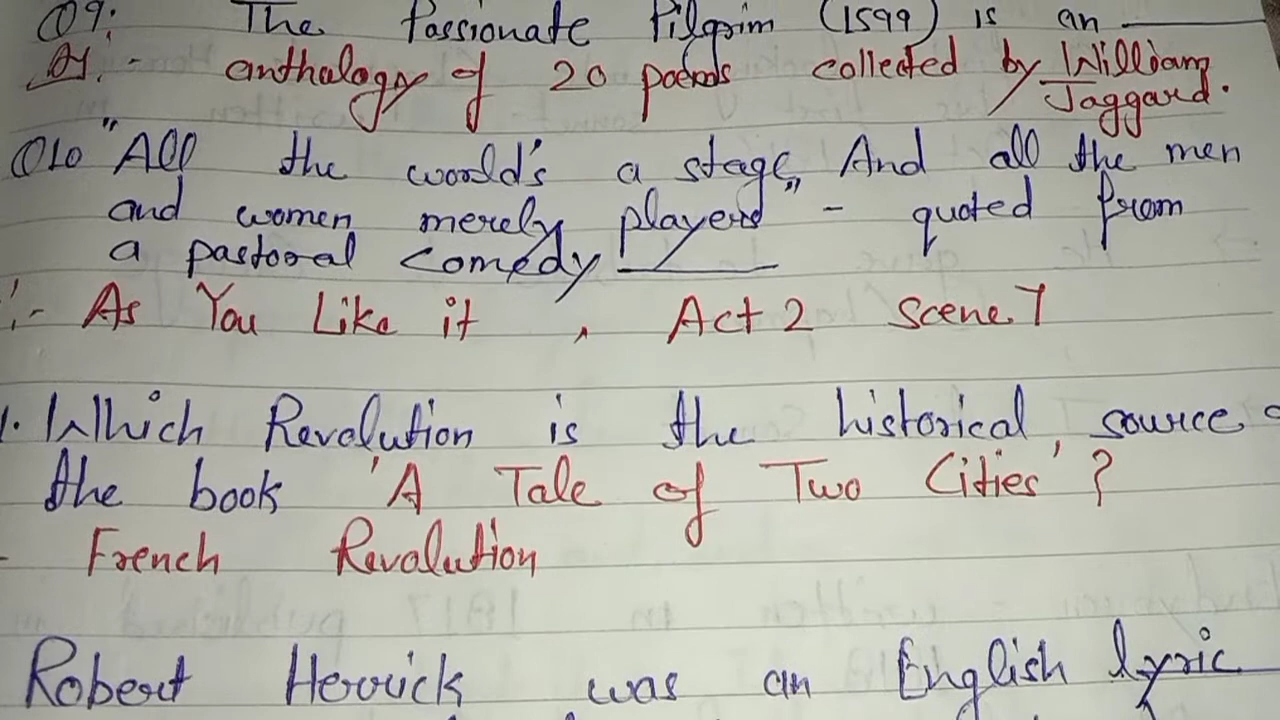 Q9: The Passionate Pilgrim (1599) is an ______
A:- anthology of 20 poems collected by William Jaggard.
Q10 "All the world's a stage, And all the men
and women merely players" - quoted from
a pastoral comedy ______
:- As You Like it, Act 2 Scene 7
1. Which Revolution is the historical source
the book 'A Tale of Two Cities'?
- French Revolution
Robert Herrick was an English lyric